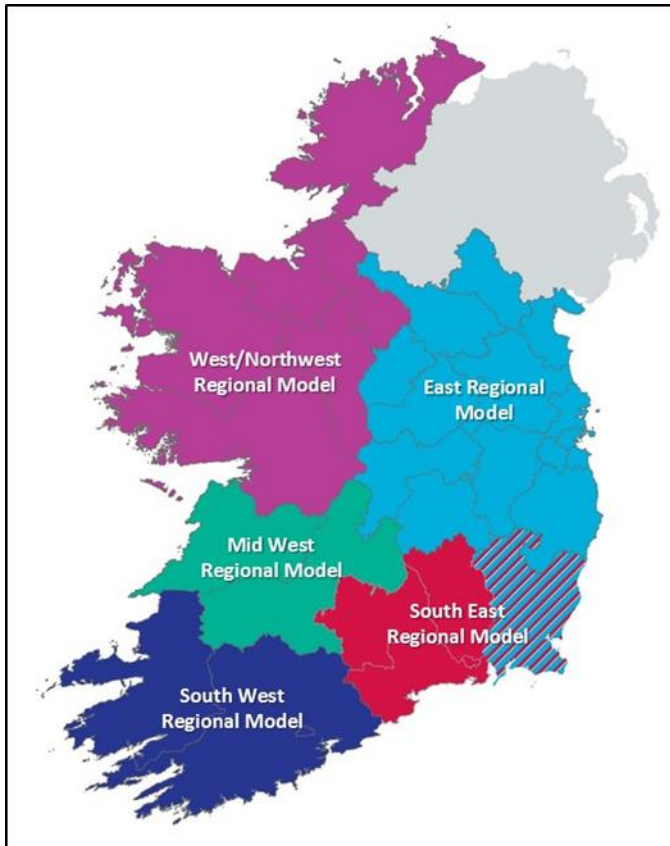 West/Northwest
Regional Model
East Regional
Model
Mid West
Regional Model
South East
Regional Model
South West
Regional Model